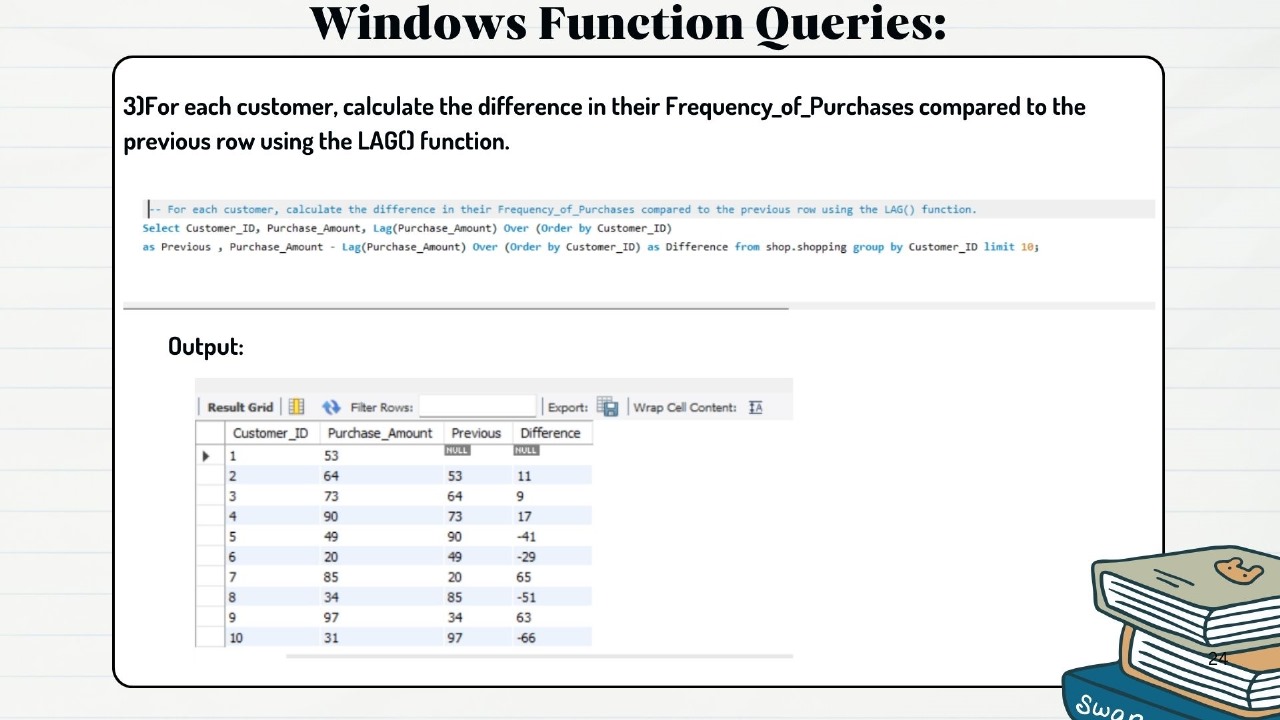 Windows Function Queries:
3)For each customer, calculate the difference in their Frequency_of_Purchases compared to the
previous row using the LAG() function.
-- For each customer, calculate the difference in their Frequency_of_Purchases compared to the previous row using the LAG() function.
Select Customer_ID, Purchase_Amount, Lag(Purchase_Amount) Over (Order by Customer_ID)
as Previous , Purchase_Amount - Lag(Purchase_Amount) Over (Order by Customer_ID) as Difference from shop.shopping group by Customer_ID limit 10;
Output:
Result Grid Filter Rows: Export: Wrap Cell Content: IA
Customer_ID Purchase_Amount Previous Difference
1 53 NULL NULL
2 64 53 11
3 73 64 9
4 90 73 17
5 49 90 -41
6 20 49 -29
7 85 20 65
8 34 85 -51
9 97 34 63
10 31 97 -66
24